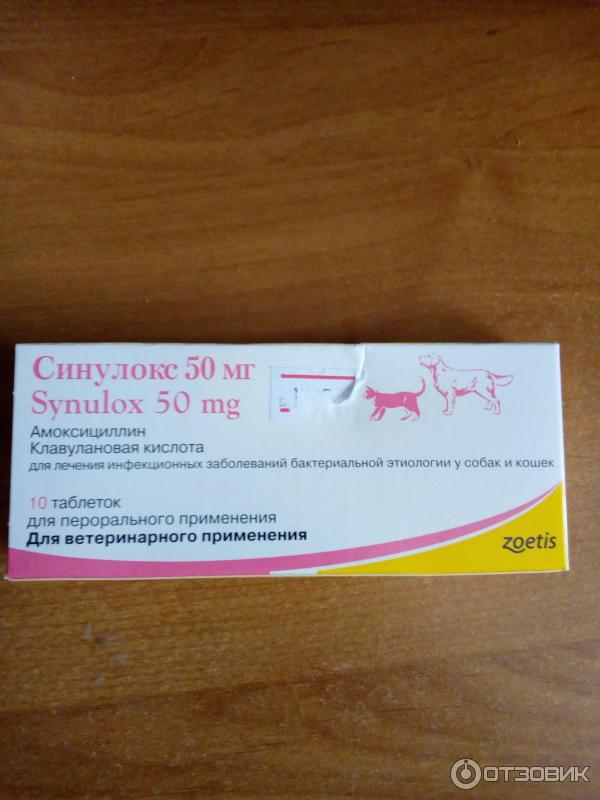 Синулокс 50 мг
Synulox 50 mg
Амоксициллин
Клавулановая кислота
для лечения инфекционных заболеваний бактериальной этиологии у собак и кошек
10 таблеток
для перорального применения
Для ветеринарного применения
zoetis
ОТЗОВИК